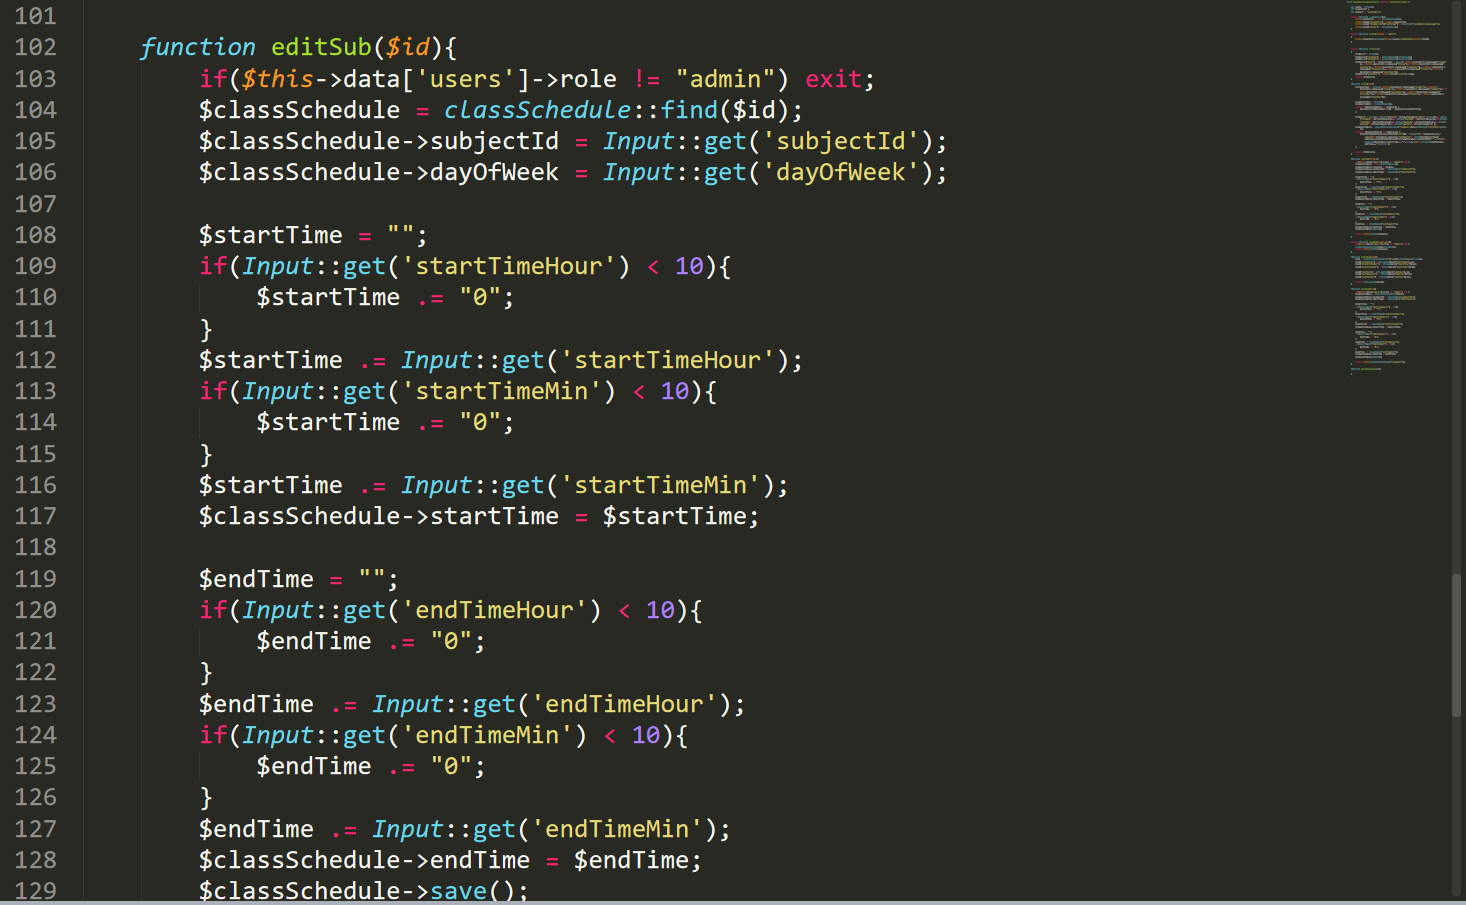 101
102 function editSub($id){
103 if($this->data['users']->role != "admin") exit;
104 $classSchedule = classSchedule::find($id);
105 $classSchedule->subjectId = Input::get('subjectId');
106 $classSchedule->dayOfWeek = Input::get('dayOfWeek');
107
108 $startTime = "";
109 if(Input::get('startTimeHour') < 10){
110 $startTime .= "0";
111 }
112 $startTime .= Input::get('startTimeHour');
113 if(Input::get('startTimeMin') < 10){
114 $startTime .= "0";
115 }
116 $startTime .= Input::get('startTimeMin');
117 $classSchedule->startTime = $startTime;
118
119 $endTime = "";
120 if(Input::get('endTimeHour') < 10){
121 $endTime .= "0";
122 }
123 $endTime .= Input::get('endTimeHour');
124 if(Input::get('endTimeMin') < 10){
125 $endTime .= "0";
126 }
127 $endTime .= Input::get('endTimeMin');
128 $classSchedule->endTime = $endTime;
129 $classSchedule->save();